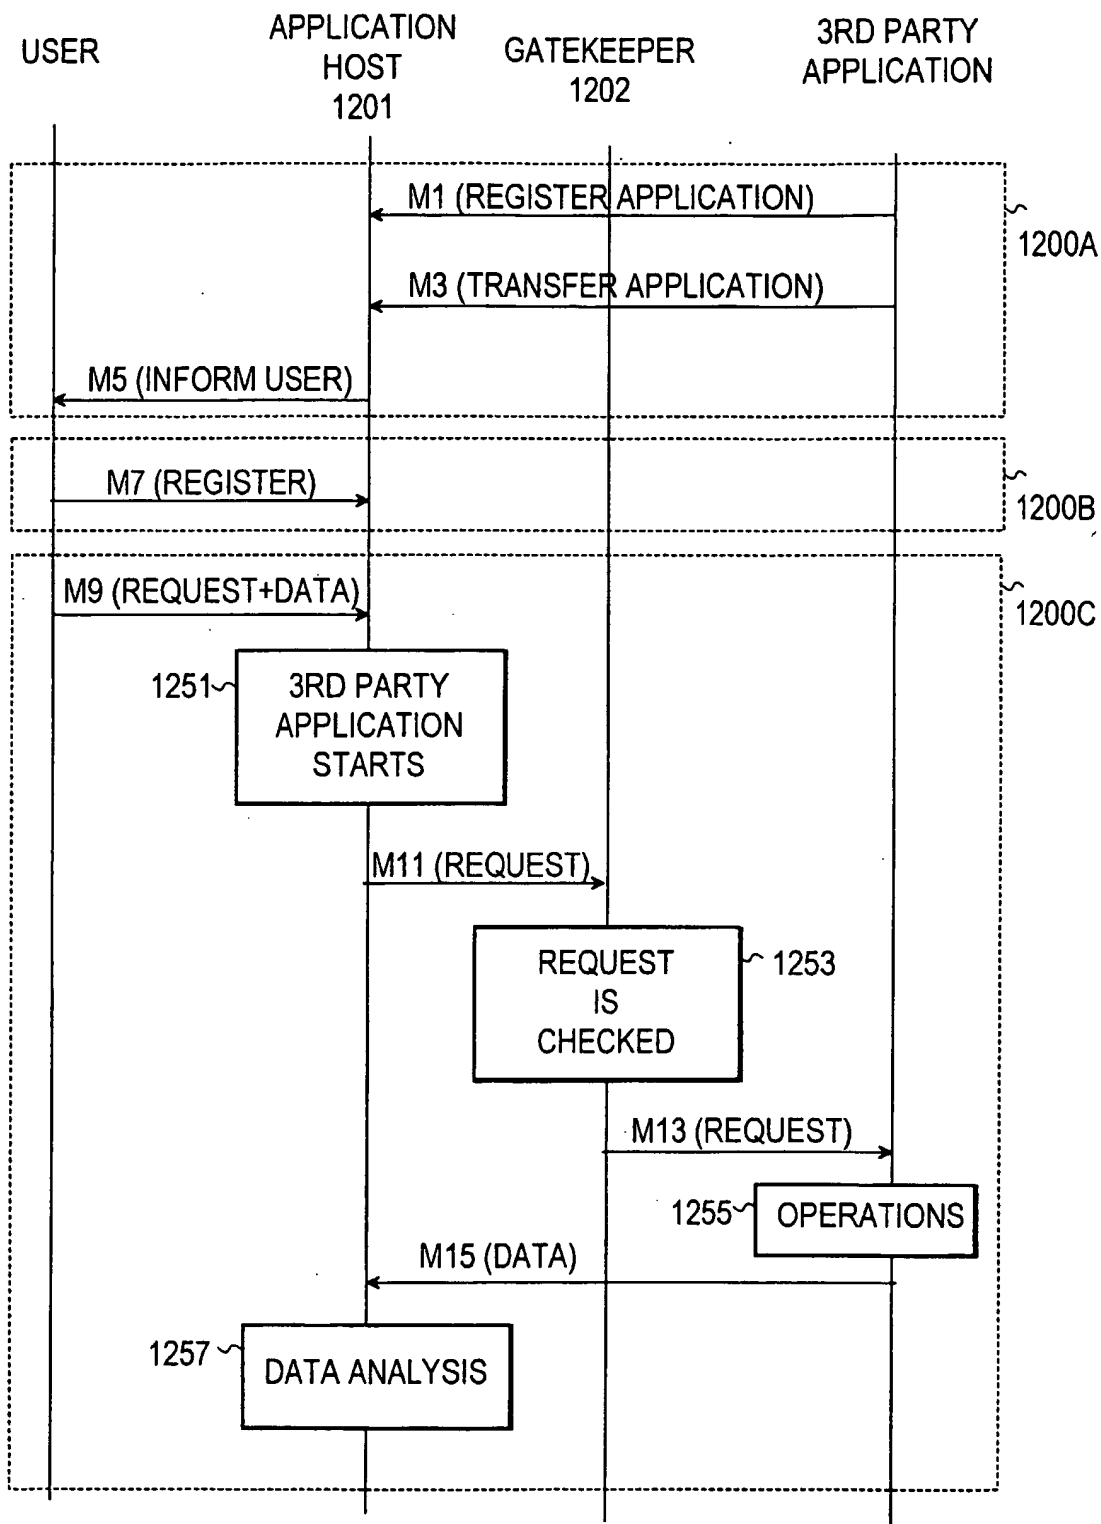 USER
APPLICATION
HOST
1201
GATEKEEPER
1202
3RD PARTY
APPLICATION
M1 (REGISTER APPLICATION)
1200A
M3 (TRANSFER APPLICATION)
M5 (INFORM USER)
M7 (REGISTER)
1200B
M9 (REQUEST+DATA)
1200C
1251
3RD PARTY
APPLICATION
STARTS
M11 (REQUEST)
REQUEST
IS
CHECKED
1253
M13 (REQUEST)
1255
OPERATIONS
M15 (DATA)
1257
DATA ANALYSIS